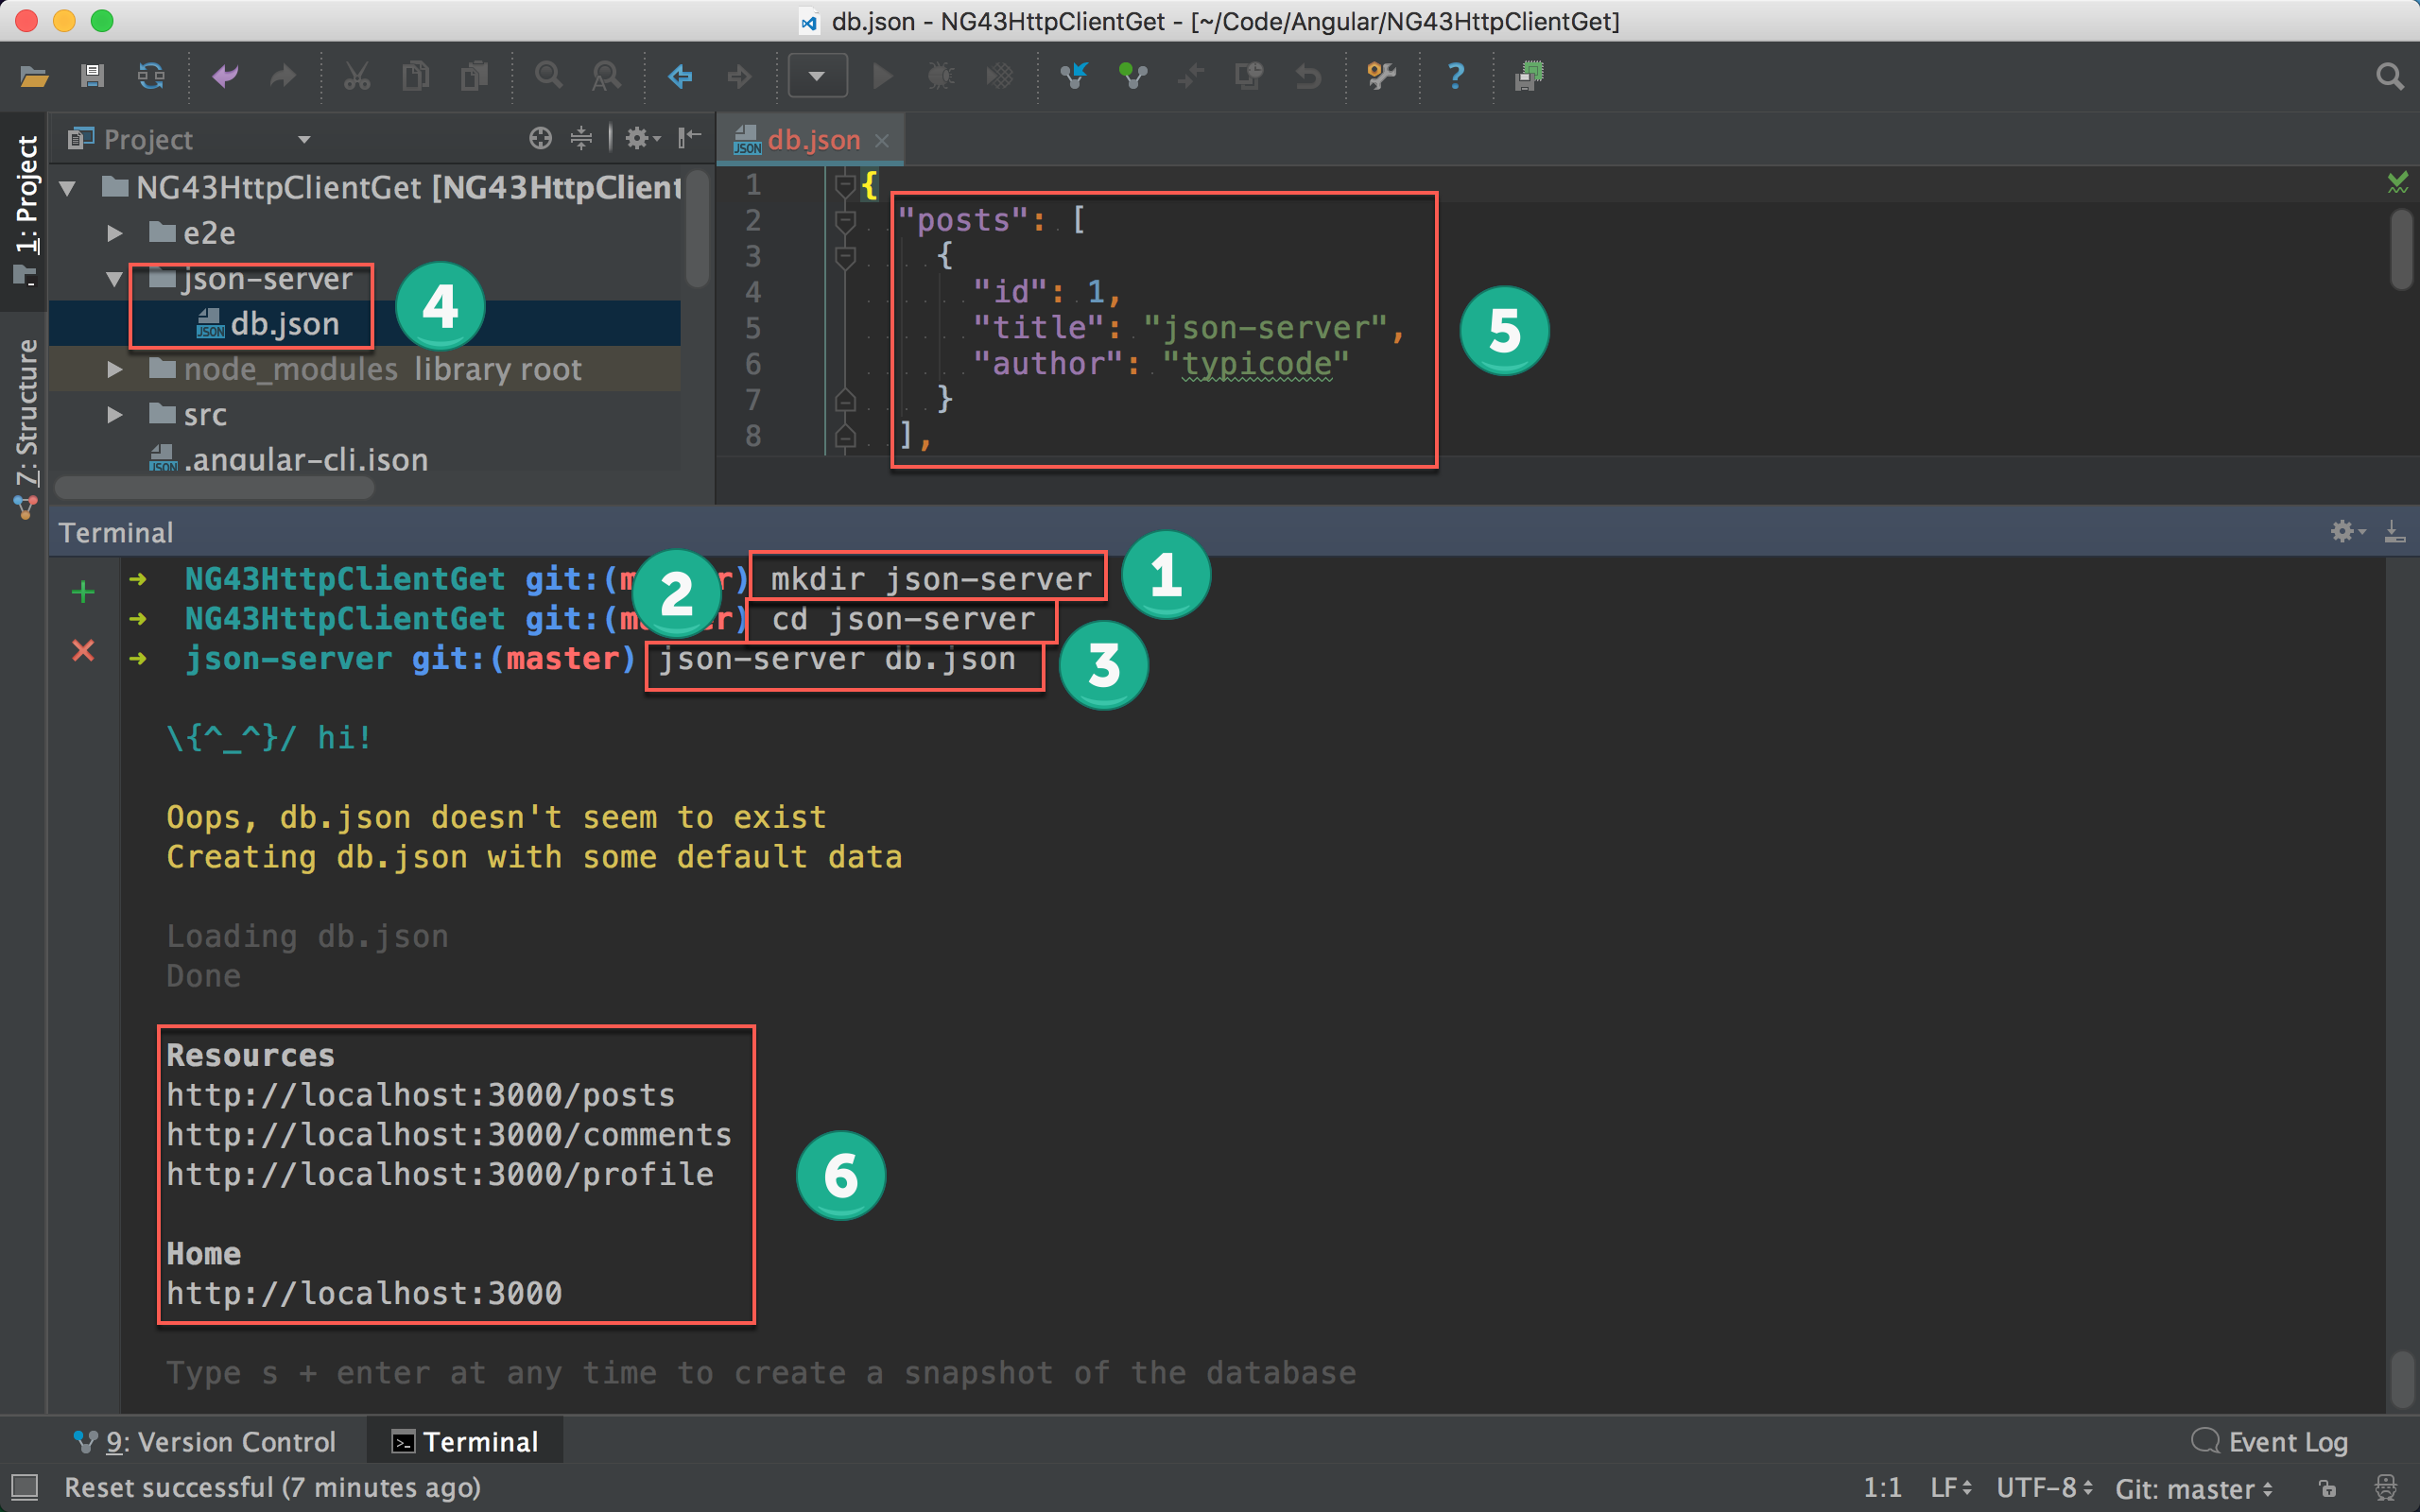 db.json - NG43HttpClientGet - [~/Code/Angular/NG43HttpClientGet]
1: Project
7: Structure
Project
NG43HttpClientGet [NG43HttpClient
e2e
json-server
db.json
node_modules library root
src
.angular-cli.json
4
db.json
1 {
2 "posts": [
3 {
4 "id": 1,
5 "title": "json-server",
6 "author": "typicode"
7 }
8 ],
5
Terminal
NG43HttpClientGet git:( ) mkdir json-server
1
2
NG43HttpClientGet git:( ) cd json-server
json-server git:(master) json-server db.json
3
\{^_^}/ hi!
Oops, db.json doesn't seem to exist
Creating db.json with some default data
Loading db.json
Done
Resources
http://localhost:3000/posts
http://localhost:3000/comments
http://localhost:3000/profile
6
Home
http://localhost:3000
Type s + enter at any time to create a snapshot of the database
9: Version Control
Terminal
Event Log
Reset successful (7 minutes ago)
1:1 LF UTF-8 Git: master